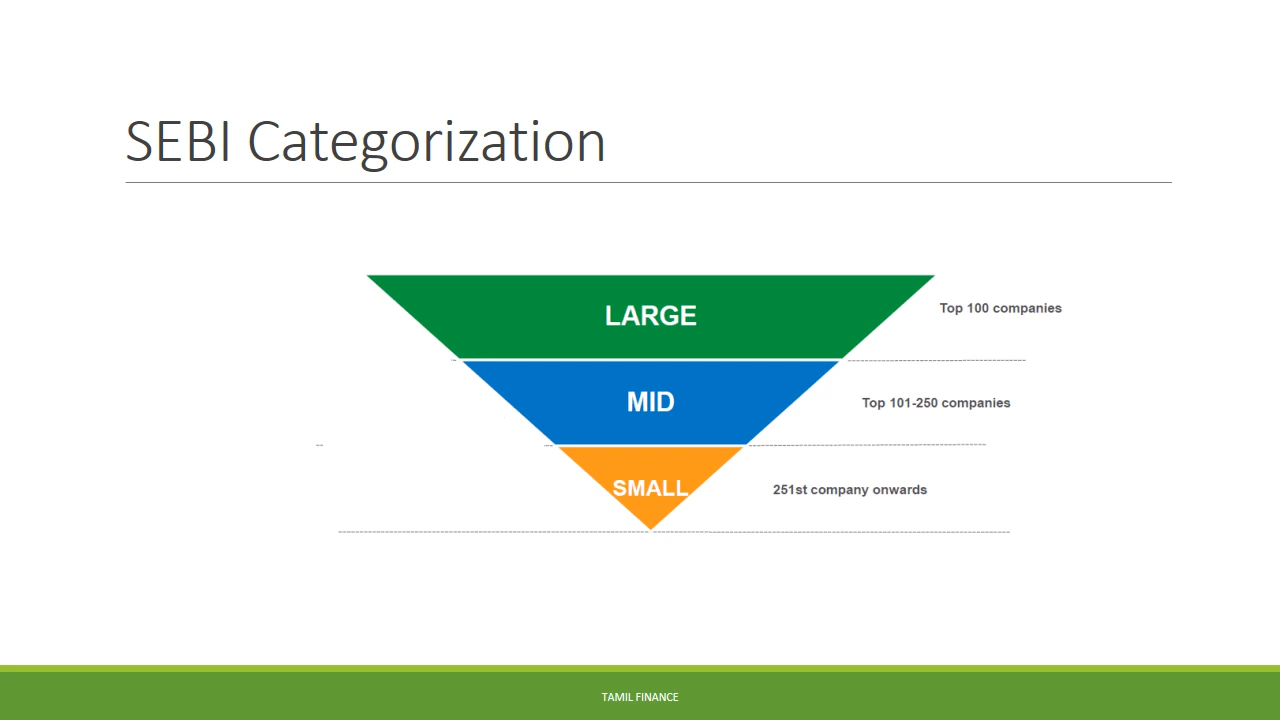 SEBI Categorization
LARGE
Top 100 companies
MID
Top 101-250 companies
SMALL
251st company onwards
TAMIL FINANCE